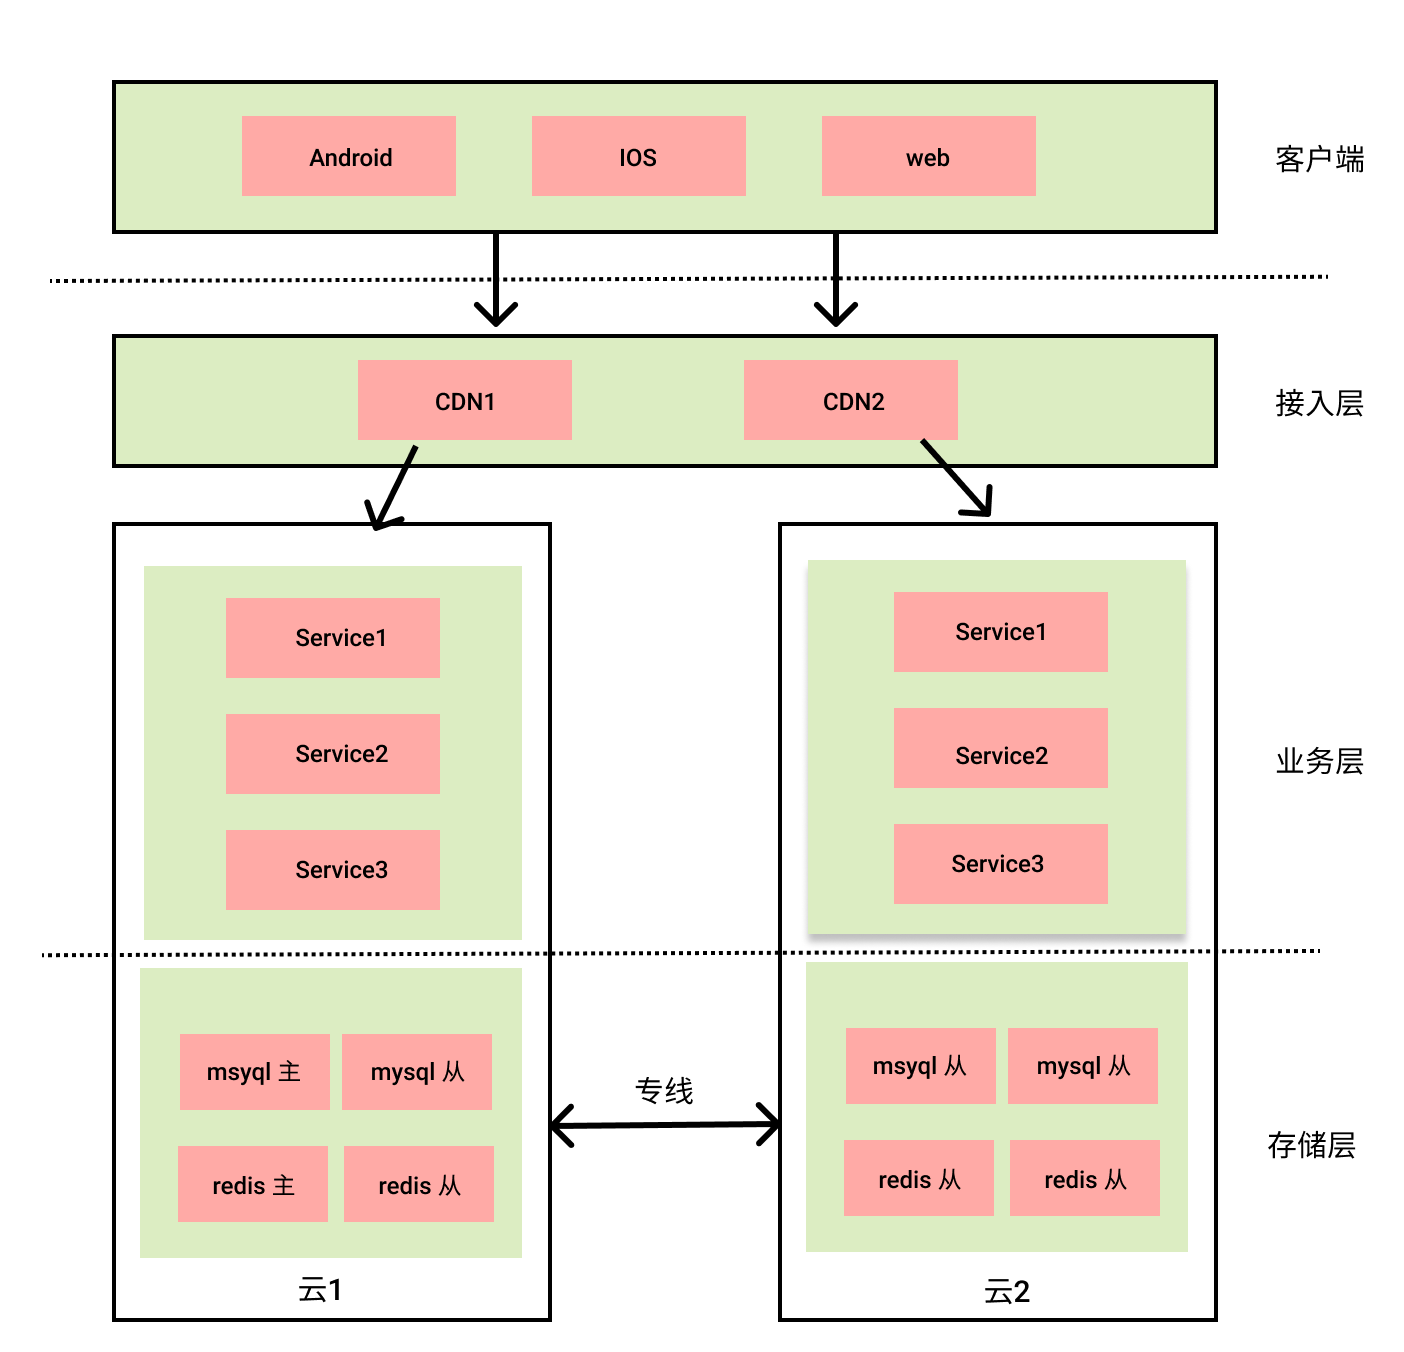 Android
IOS
web
客户端
CDN1
CDN2
接入层
Service1
Service2
Service3
Service1
Service2
Service3
业务层
msyql 主
mysql 从
redis 主
redis 从
云1
专线
msyql 从
mysql 从
redis 从
redis 从
云2
存储层